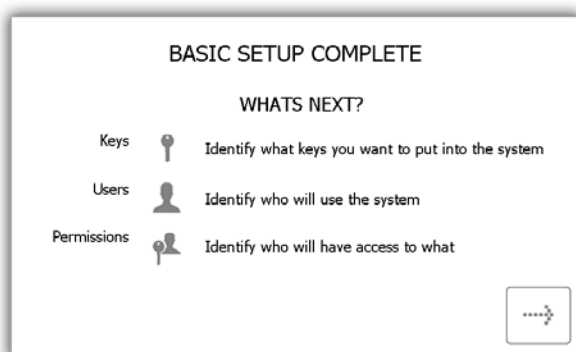 BASIC SETUP COMPLETE
WHATS NEXT?
Keys Identify what keys you want to put into the system
Users Identify who will use the system
Permissions Identify who will have access to what